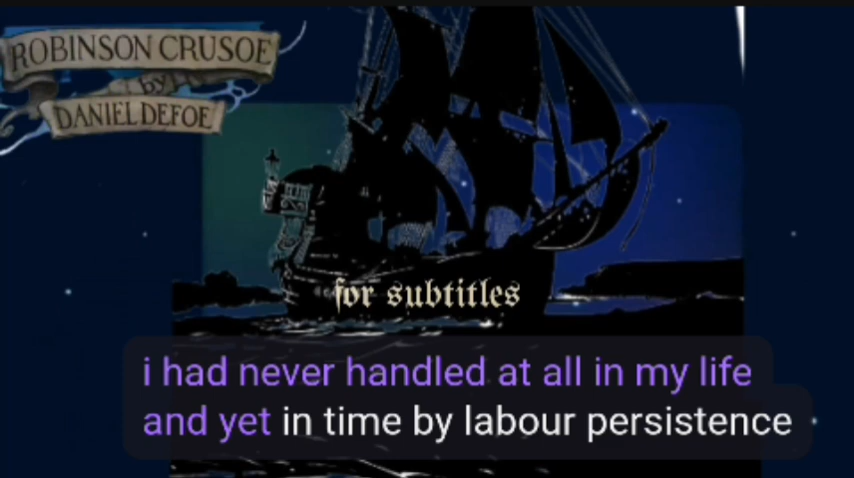 ROBINSON CRUSOE
by
DANIEL DEFOE
for subtitles
i had never handled at all in my life
and yet in time by labour persistence